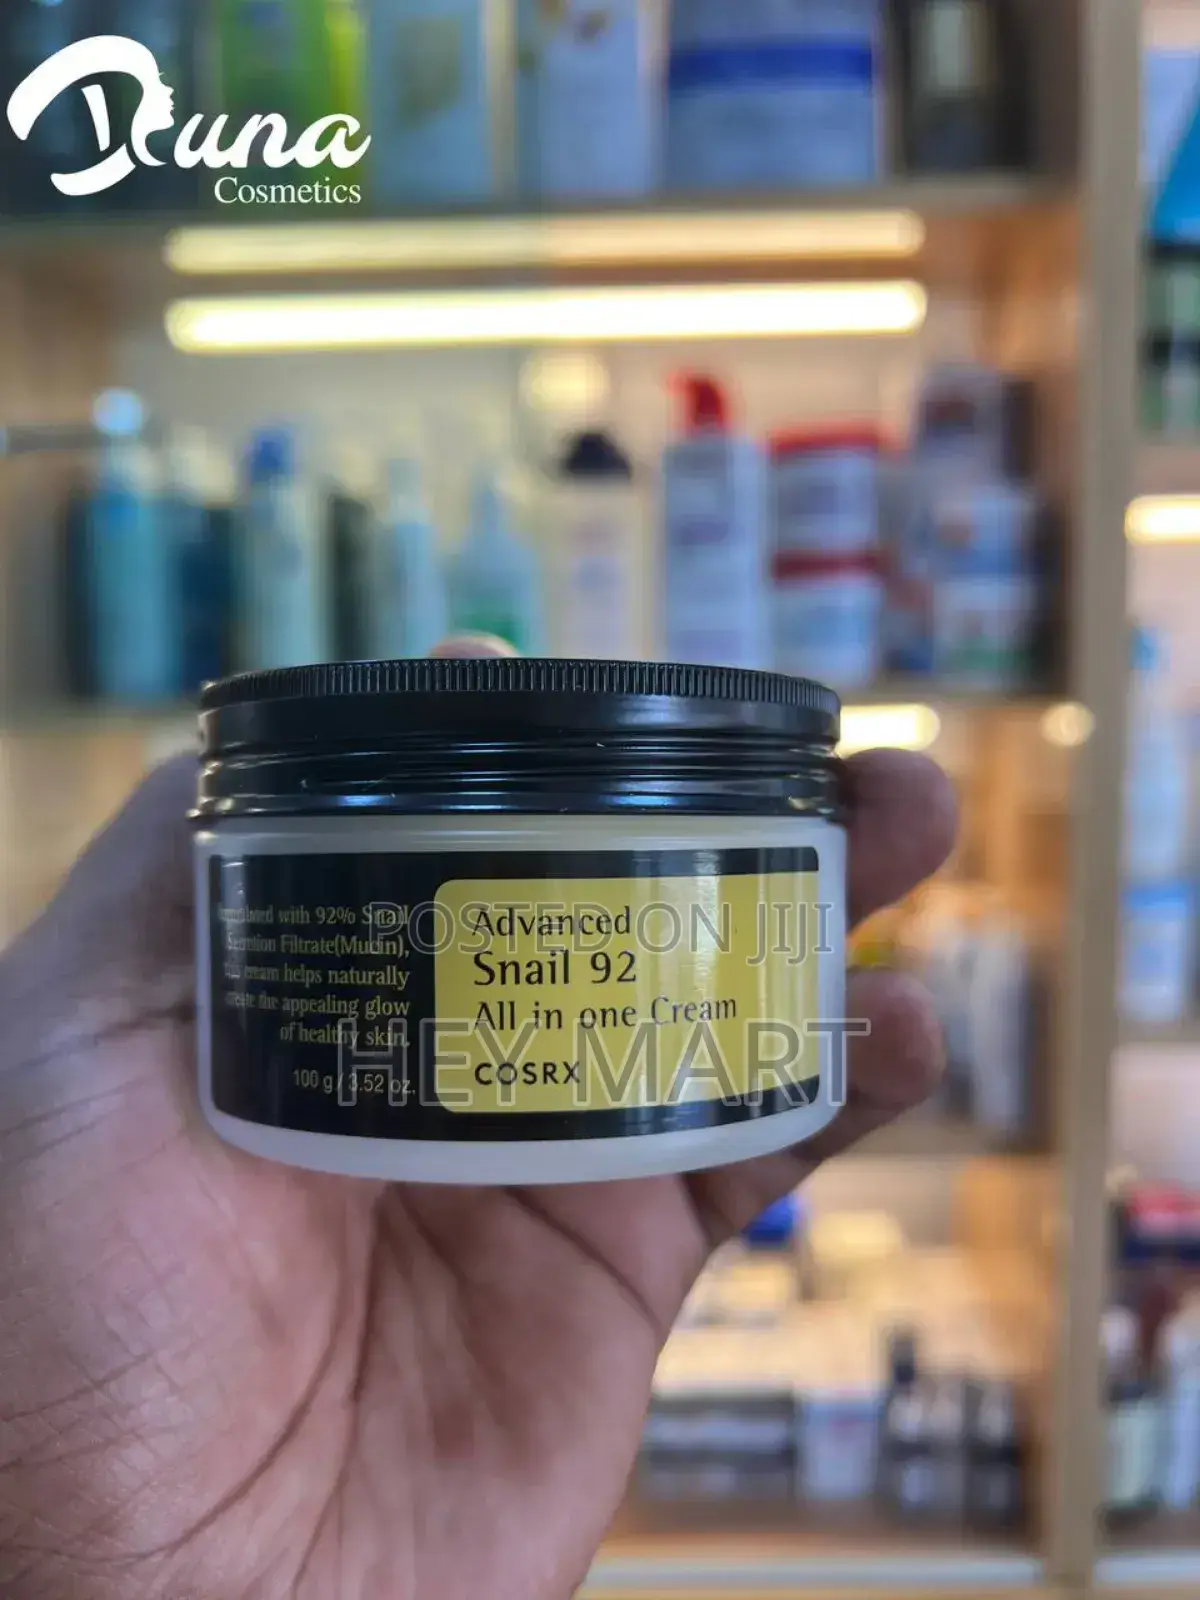 Duna
Cosmetics
with 92% Snail
Filtrate(Mucin),
cream helps naturally
the appealing glow
of healthy skin.
100 g / 3.52 oz.
Advanced
Snail 92
All in one Cream
COSRX
POSTED ON JIJI
HEY MART